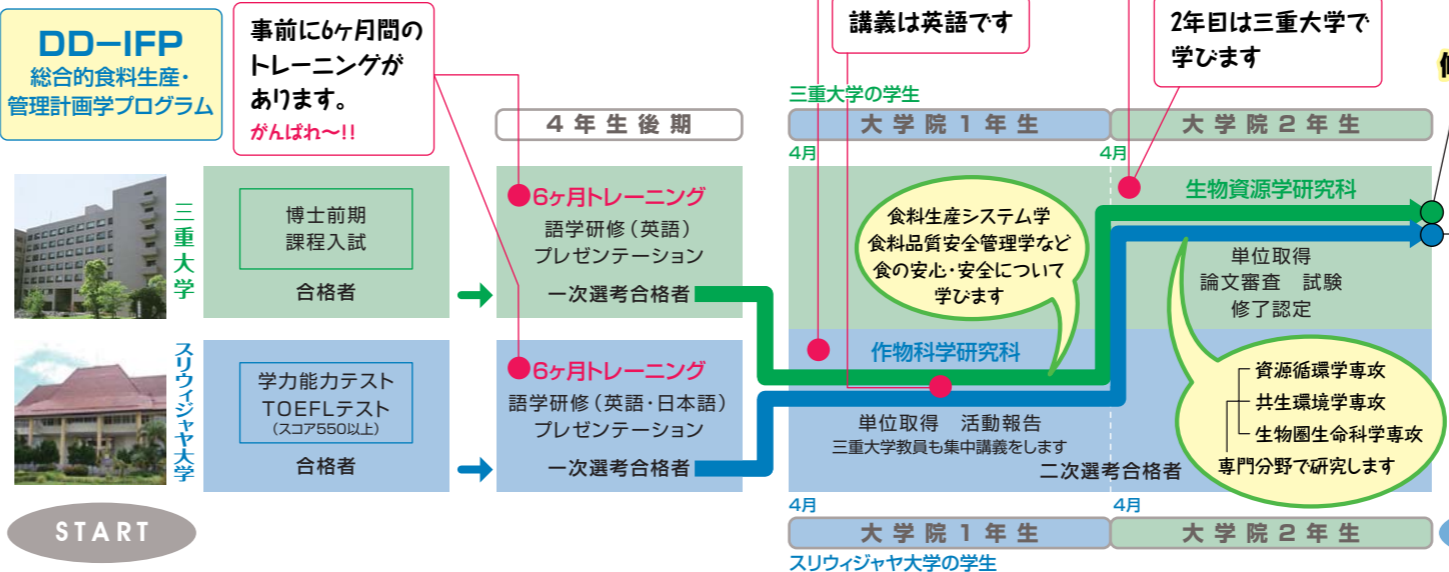 DD−IFP
総合的食料生産・
管理計画学プログラム
事前に6ヶ月間の
トレーニングが
あります。
がんばれ〜!!
講義は英語です
2年目は三重大学で
学びます
4年生後期
三重大学の学生
大学院1年生
大学院2年生
4月
4月
三重大学
博士前期
課程入試
合格者
6ヶ月トレーニング
語学研修（英語）
プレゼンテーション
一次選考合格者
食料生産システム学
食料品質安全管理学など
食の安心・安全について
学びます
生物資源学研究科
単位取得
論文審査　試験
修了認定
スリウィジャヤ大学
学力能力テスト
TOEFLテスト
（スコア550以上）
合格者
6ヶ月トレーニング
語学研修（英語・日本語）
プレゼンテーション
一次選考合格者
作物科学研究科
単位取得　活動報告
三重大学教員も集中講義をします
二次選考合格者
資源循環学専攻
共生環境学専攻
生物圏生命科学専攻
専門分野で研究します
START
4月
4月
大学院1年生
大学院2年生
スリウィジャヤ大学の学生